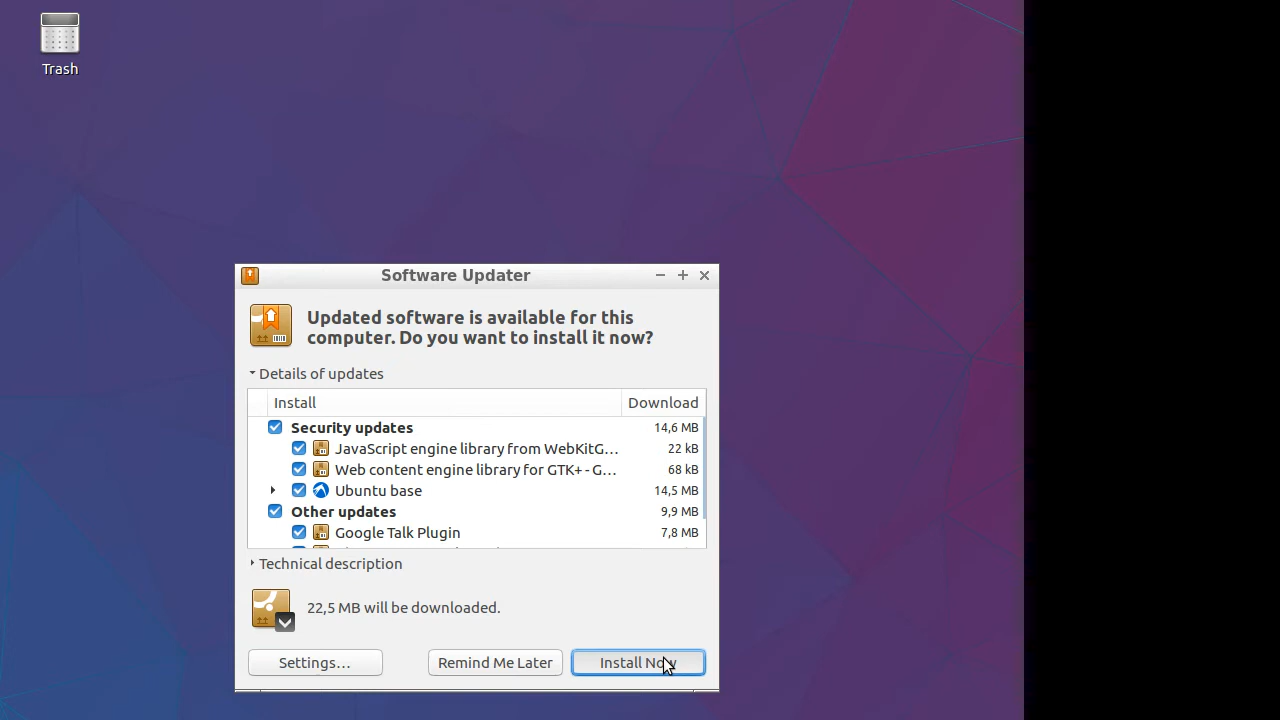 Trash
Software Updater
Updated software is available for this
computer. Do you want to install it now?
Details of updates
Install Download
Security updates 14,6 MB
JavaScript engine library from WebKitG... 22 kB
Web content engine library for GTK+ - G... 68 kB
Ubuntu base 14,5 MB
Other updates 9,9 MB
Google Talk Plugin 7,8 MB
Technical description
22,5 MB will be downloaded.
Settings... Remind Me Later Install Now